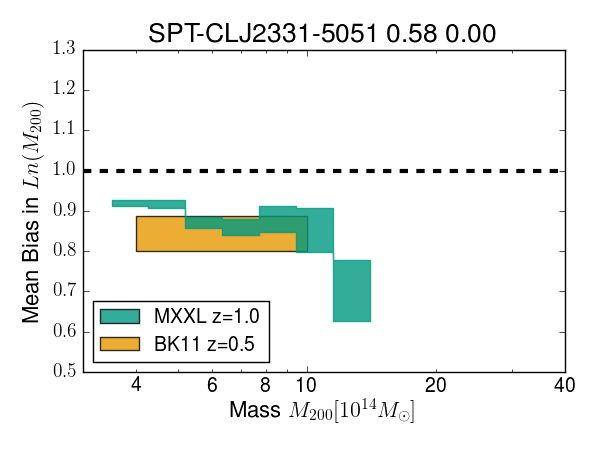 SPT-CLJ2331-5051 0.58 0.00
1.3
1.2
1.1
1.0
0.9
0.8
0.7
0.6
0.5
Mean Bias in Ln(M200)
MXXL z=1.0
BK11 z=0.5
4 6 8 10 20 40
Mass M200[10^14 M⊙]